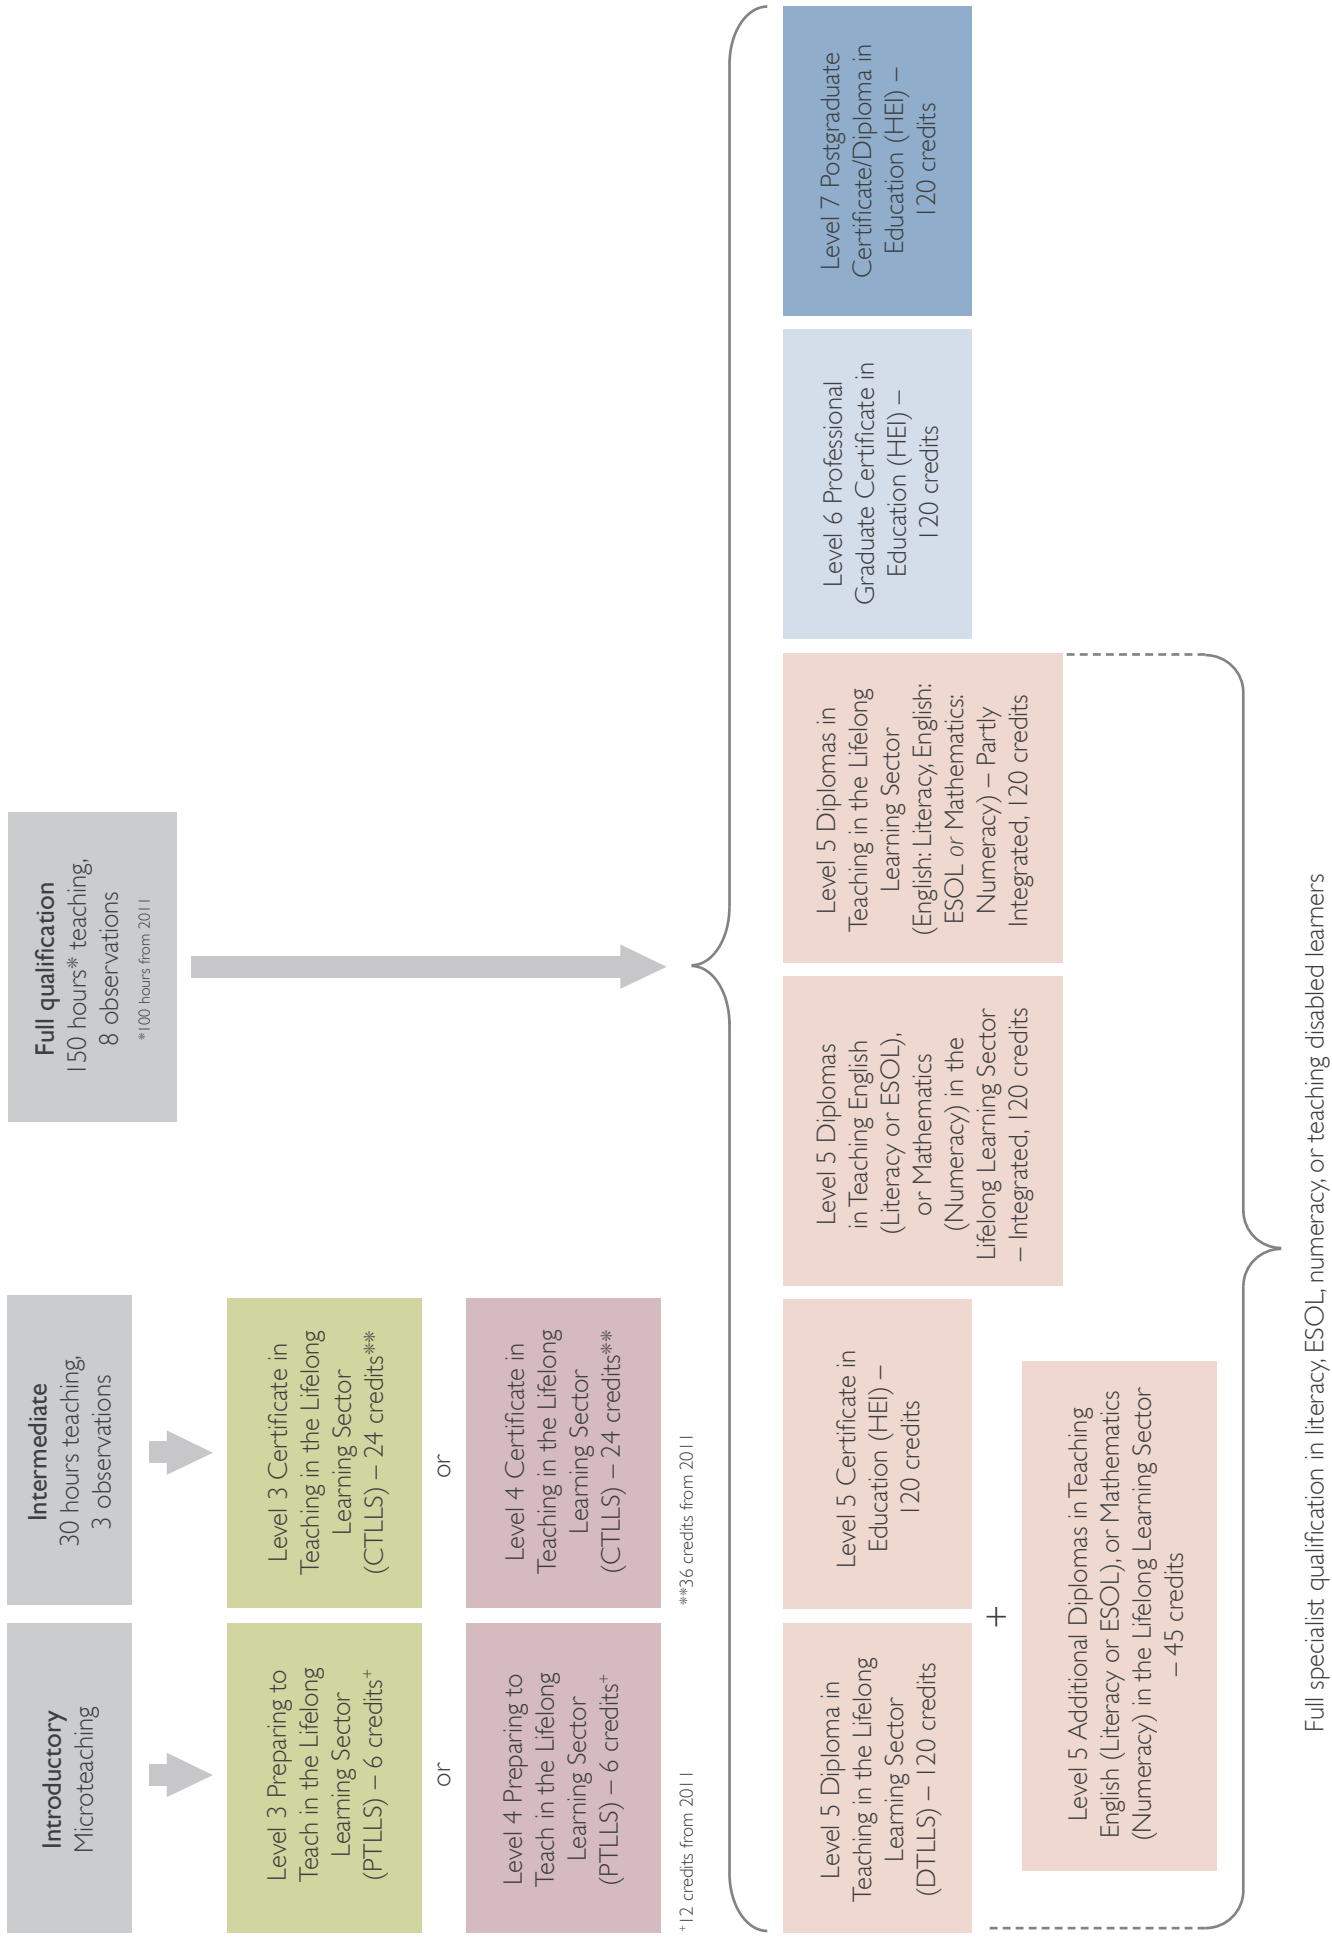 Introductory
Microteaching
Intermediate
30 hours teaching,
3 observations
Full qualification
150 hours* teaching,
8 observations
*100 hours from 2011
Level 3 Preparing to
Teach in the Lifelong
Learning Sector
(PTLLS) – 6 credits+
or
Level 4 Preparing to
Teach in the Lifelong
Learning Sector
(PTLLS) – 6 credits+
+12 credits from 2011
Level 3 Certificate in
Teaching in the Lifelong
Learning Sector
(CTLLS) – 24 credits**
or
Level 4 Certificate in
Teaching in the Lifelong
Learning Sector
(CTLLS) – 24 credits**
**36 credits from 2011
Level 5 Diploma in
Teaching in the Lifelong
Learning Sector
(DTLLS) – 120 credits
Level 5 Certificate in
Education (HEI) –
120 credits
+
Level 5 Additional Diplomas in Teaching
English (Literacy or ESOL), or Mathematics
(Numeracy) in the Lifelong Learning Sector
– 45 credits
Level 5 Diplomas
in Teaching English
(Literacy or ESOL),
or Mathematics
(Numeracy) in the
Lifelong Learning Sector
– Integrated, 120 credits
Level 5 Diplomas in
Teaching in the Lifelong
Learning Sector
(English: Literacy, English:
ESOL or Mathematics:
Numeracy) – Partly
Integrated, 120 credits
Level 6 Professional
Graduate Certificate in
Education (HEI) –
120 credits
Level 7 Postgraduate
Certificate/Diploma in
Education (HEI) –
120 credits
Full specialist qualification in literacy, ESOL, numeracy, or teaching disabled learners